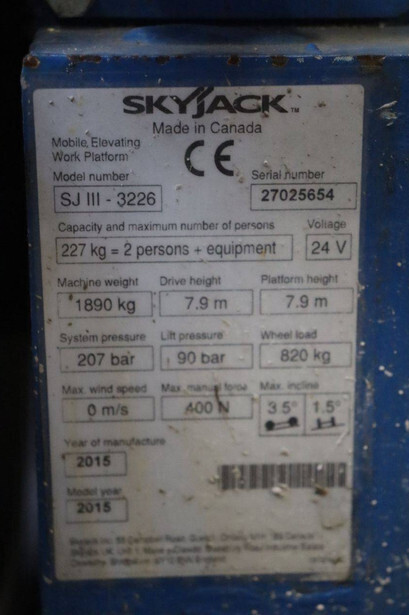 SKYJACK™
Made in Canada
Mobile, Elevating
Work Platform
CE
Model number
Serial number
SJ III - 3226
27025654
Capacity and maximum number of persons
Voltage
227 kg = 2 persons + equipment
24 V
Machine weight
Drive height
Platform height
1890 kg
7.9 m
7.9 m
System pressure
Lift pressure
Wheel load
207 bar
90 bar
820 kg
Max. wind speed
Max. manual force
Max. incline
0 m/s
400 N
3.5°
1.5°
Year of manufacture
2015
Model year
2015
Skyjack Inc.